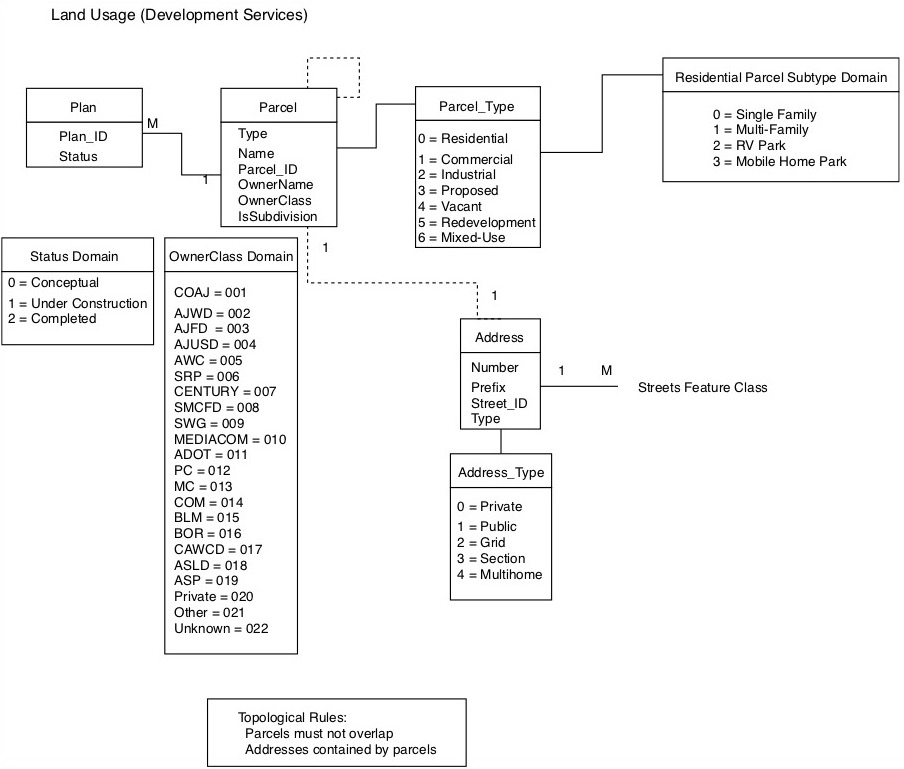 Land Usage (Development Services)
Plan
Plan_ID
Status
M
1
Parcel
Type
Name
Parcel_ID
OwnerName
OwnerClass
IsSubdivision
Parcel_Type
0 = Residential
1 = Commercial
2 = Industrial
3 = Proposed
4 = Vacant
5 = Redevelopment
6 = Mixed-Use
Residential Parcel Subtype Domain
0 = Single Family
1 = Multi-Family
2 = RV Park
3 = Mobile Home Park
Status Domain
0 = Conceptual
1 = Under Construction
2 = Completed
OwnerClass Domain
COAJ = 001
AJWD = 002
AJFD = 003
AJUSD = 004
AWC = 005
SRP = 006
CENTURY = 007
SMCFD = 008
SWG = 009
MEDIACOM = 010
ADOT = 011
PC = 012
MC = 013
COM = 014
BLM = 015
BOR = 016
CAWCD = 017
ASLD = 018
ASP = 019
Private = 020
Other = 021
Unknown = 022
1
1
Address
Number
Prefix
Street_ID
Type
1 M
Streets Feature Class
Address_Type
0 = Private
1 = Public
2 = Grid
3 = Section
4 = Multihome
Topological Rules:
Parcels must not overlap
Addresses contained by parcels